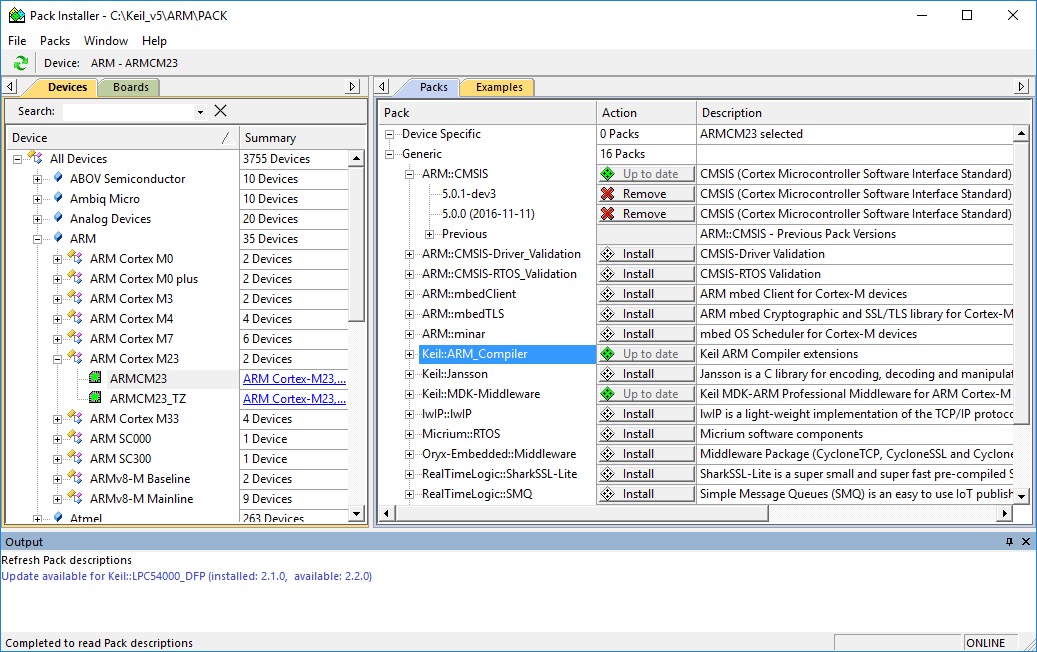 Pack Installer - C:\Keil_v5\ARM\PACK
File Packs Window Help
Device: ARM - ARMCM23
Devices Boards
Search:
Device Summary
All Devices 3755 Devices
ABOV Semiconductor 10 Devices
Ambiq Micro 10 Devices
Analog Devices 20 Devices
ARM 35 Devices
ARM Cortex M0 2 Devices
ARM Cortex M0 plus 2 Devices
ARM Cortex M3 2 Devices
ARM Cortex M4 4 Devices
ARM Cortex M7 6 Devices
ARM Cortex M23 2 Devices
ARMCM23 ARM Cortex-M23,...
ARMCM23_TZ ARM Cortex-M23,...
ARM Cortex M33 4 Devices
ARM SC000 1 Device
ARM SC300 1 Device
ARMv8-M Baseline 2 Devices
ARMv8-M Mainline 9 Devices
Atmel 263 Devices
Packs Examples
Pack Action Description
Device Specific 0 Packs ARMCM23 selected
Generic 16 Packs
ARM::CMSIS Up to date CMSIS (Cortex Microcontroller Software Interface Standard)
5.0.1-dev3 Remove CMSIS (Cortex Microcontroller Software Interface Standard)
5.0.0 (2016-11-11) Remove CMSIS (Cortex Microcontroller Software Interface Standard)
Previous ARM::CMSIS - Previous Pack Versions
ARM::CMSIS-Driver_Validation Install CMSIS-Driver Validation
ARM::CMSIS-RTOS_Validation Install CMSIS-RTOS Validation
ARM::mbedClient Install ARM mbed Client for Cortex-M devices
ARM::mbedTLS Install ARM mbed Cryptographic and SSL/TLS library for Cortex-M
ARM::minar Install mbed OS Scheduler for Cortex-M devices
Keil::ARM_Compiler Up to date Keil ARM Compiler extensions
Keil::Jansson Install Jansson is a C library for encoding, decoding and manipulat
Keil::MDK-Middleware Up to date Keil MDK-ARM Professional Middleware for ARM Cortex-M
lwIP::lwIP Install lwIP is a light-weight implementation of the TCP/IP protoco
Micrium::RTOS Install Micrium software components
Oryx-Embedded::Middleware Install Middleware Package (CycloneTCP, CycloneSSL and Cyclone
RealTimeLogic::SharkSSL-Lite Install SharkSSL-Lite is a super small and super fast pre-compiled S
RealTimeLogic::SMQ Install Simple Message Queues (SMQ) is an easy to use IoT publish
Output
Refresh Pack descriptions
Update available for Keil::LPC54000_DFP (installed: 2.1.0, available: 2.2.0)
Completed to read Pack descriptions ONLINE